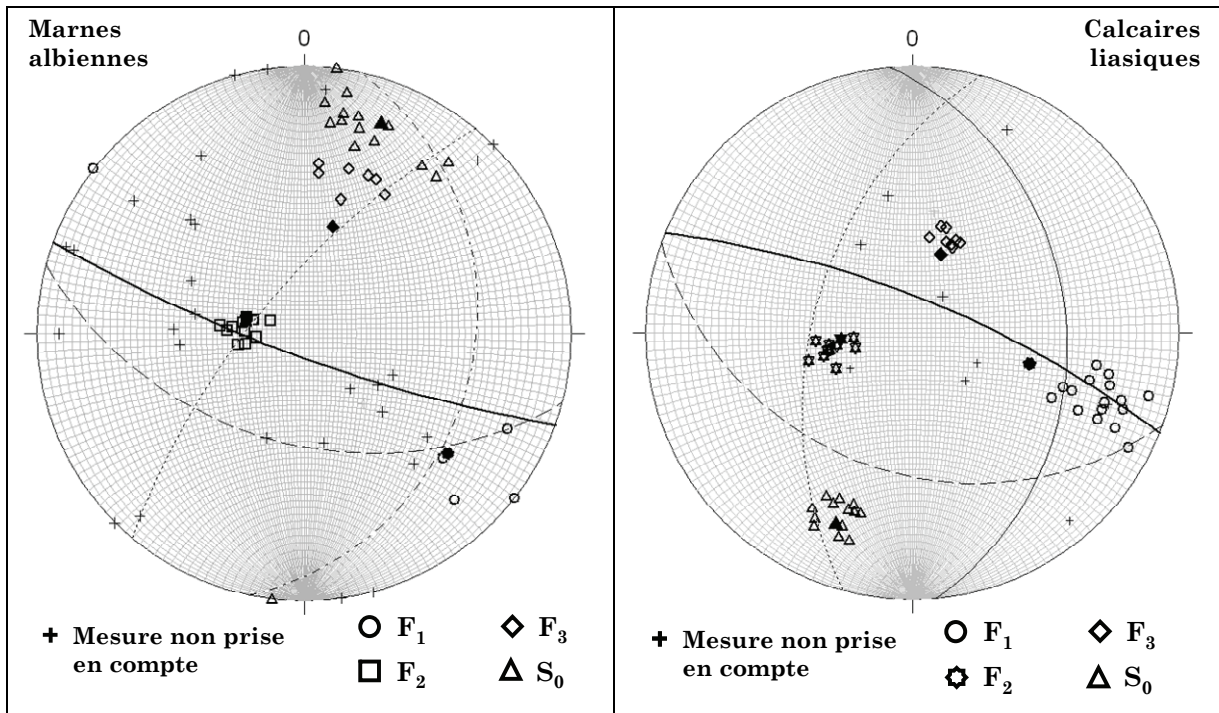 Marnes
albiennes
0
+ Mesure non prise
en compte
F1
F2
F3
S0
Calcaires
liasiques
0
+ Mesure non prise
en compte
F1
F2
F3
S0